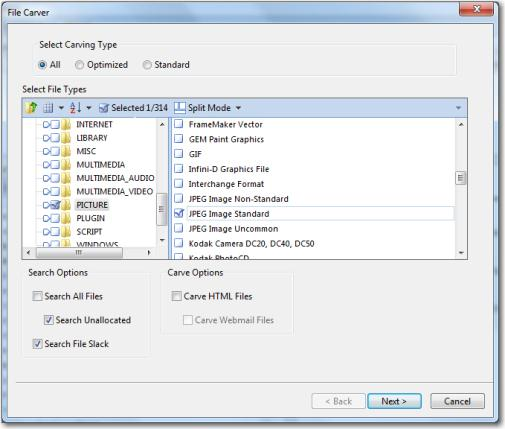 File Carver
Select Carving Type
All
Optimized
Standard
Select File Types
Selected 1/314
Split Mode
INTERNET
LIBRARY
MISC
MULTIMEDIA
MULTIMEDIA_AUDIO
MULTIMEDIA_VIDEO
PICTURE
PLUGIN
SCRIPT
WINDOWS
FrameMaker Vector
GEM Paint Graphics
GIF
Infini-D Graphics File
Interchange Format
JPEG Image Non-Standard
JPEG Image Standard
JPEG Image Uncommon
Kodak Camera DC20, DC40, DC50
Kodak PhotoCD
Search Options
Search All Files
Search Unallocated
Search File Slack
Carve Options
Carve HTML Files
Carve Webmail Files
< Back
Next >
Cancel